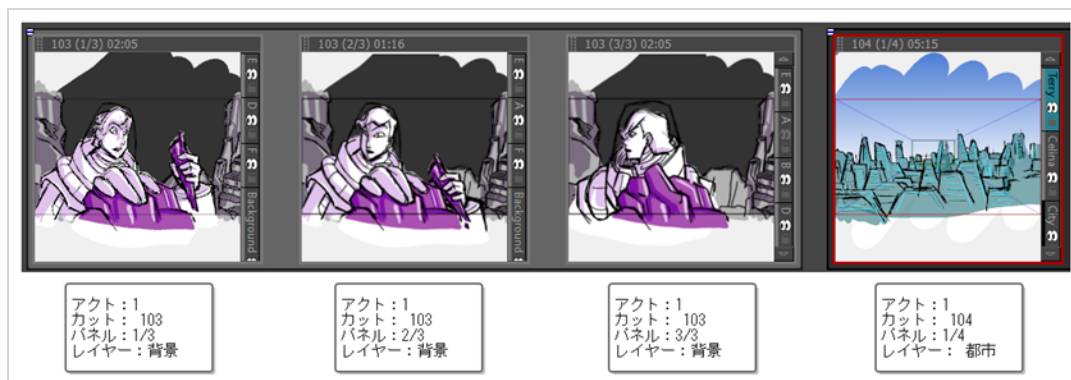 103 (1/3) 02:05
E
D
F
Background
103 (2/3) 01:16
E
A
F
Background
103 (3/3) 02:05
E
A
B
D
104 (1/4) 05:15
Terry
Celina
City
アクト：1
カット： 103
パネル：1/3
レイヤー：背景
アクト：1
カット： 103
パネル：2/3
レイヤー：背景
アクト：1
カット： 103
パネル：3/3
レイヤー：背景
アクト：1
カット： 104
パネル：1/4
レイヤー： 都市